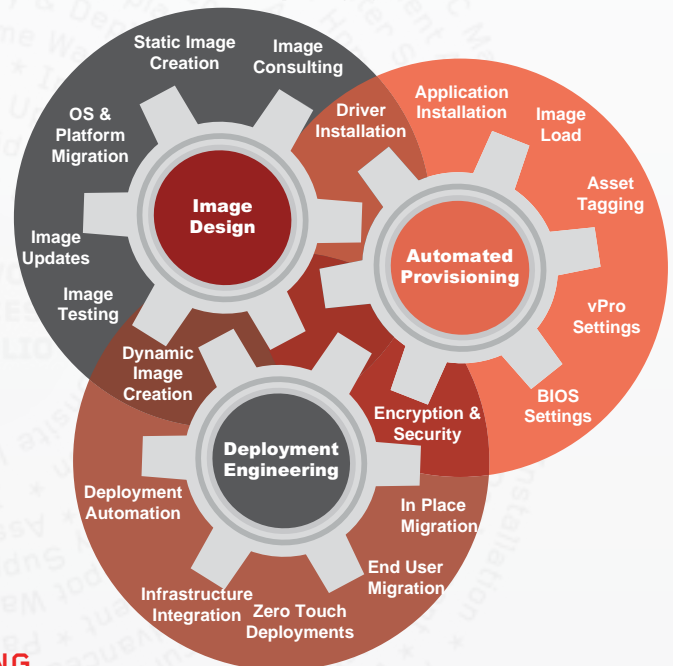 Static Image
Creation
Image
Consulting
OS &
Platform
Migration
Driver
Installation
Application
Installation
Image
Load
Asset
Tagging
Image
Design
Image
Updates
Automated
Provisioning
Image
Testing
vPro
Settings
Dynamic
Image
Creation
BIOS
Settings
Encryption &
Security
Deployment
Engineering
Deployment
Automation
In Place
Migration
End User
Migration
Infrastructure
Integration
Zero Touch
Deployments
NG